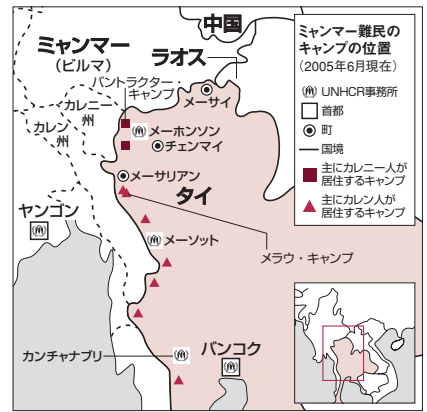 中国
ラオス
ミャンマー
(ビルマ)
バントラクター・
キャンプ
カレニー
州
カレン
州
メーサイ
メーホンソン
チェンマイ
メーサリアン
タイ
ヤンゴン
メーソット
メラウ・キャンプ
カンチャナブリ
バンコク
ミャンマー難民の
キャンプの位置
(2005年6月現在)
UNHCR事務所
首都
町
国境
主にカレニー人が
居住するキャンプ
主にカレン人が
居住するキャンプ